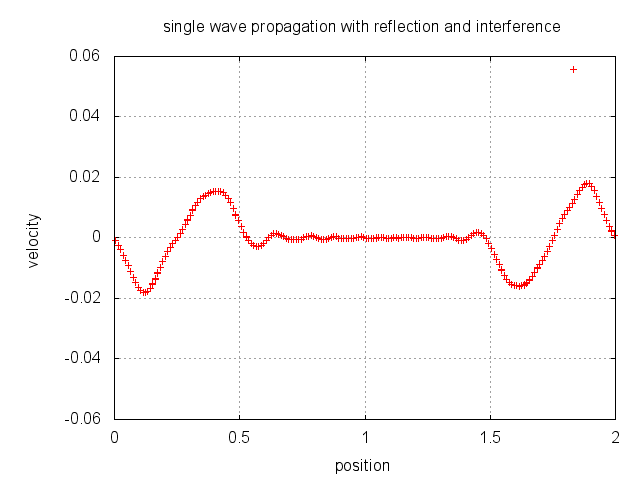 single wave propagation with reflection and interference
0.06
0.04
0.02
0
-0.02
-0.04
-0.06
velocity
0 0.5 1 1.5 2
position